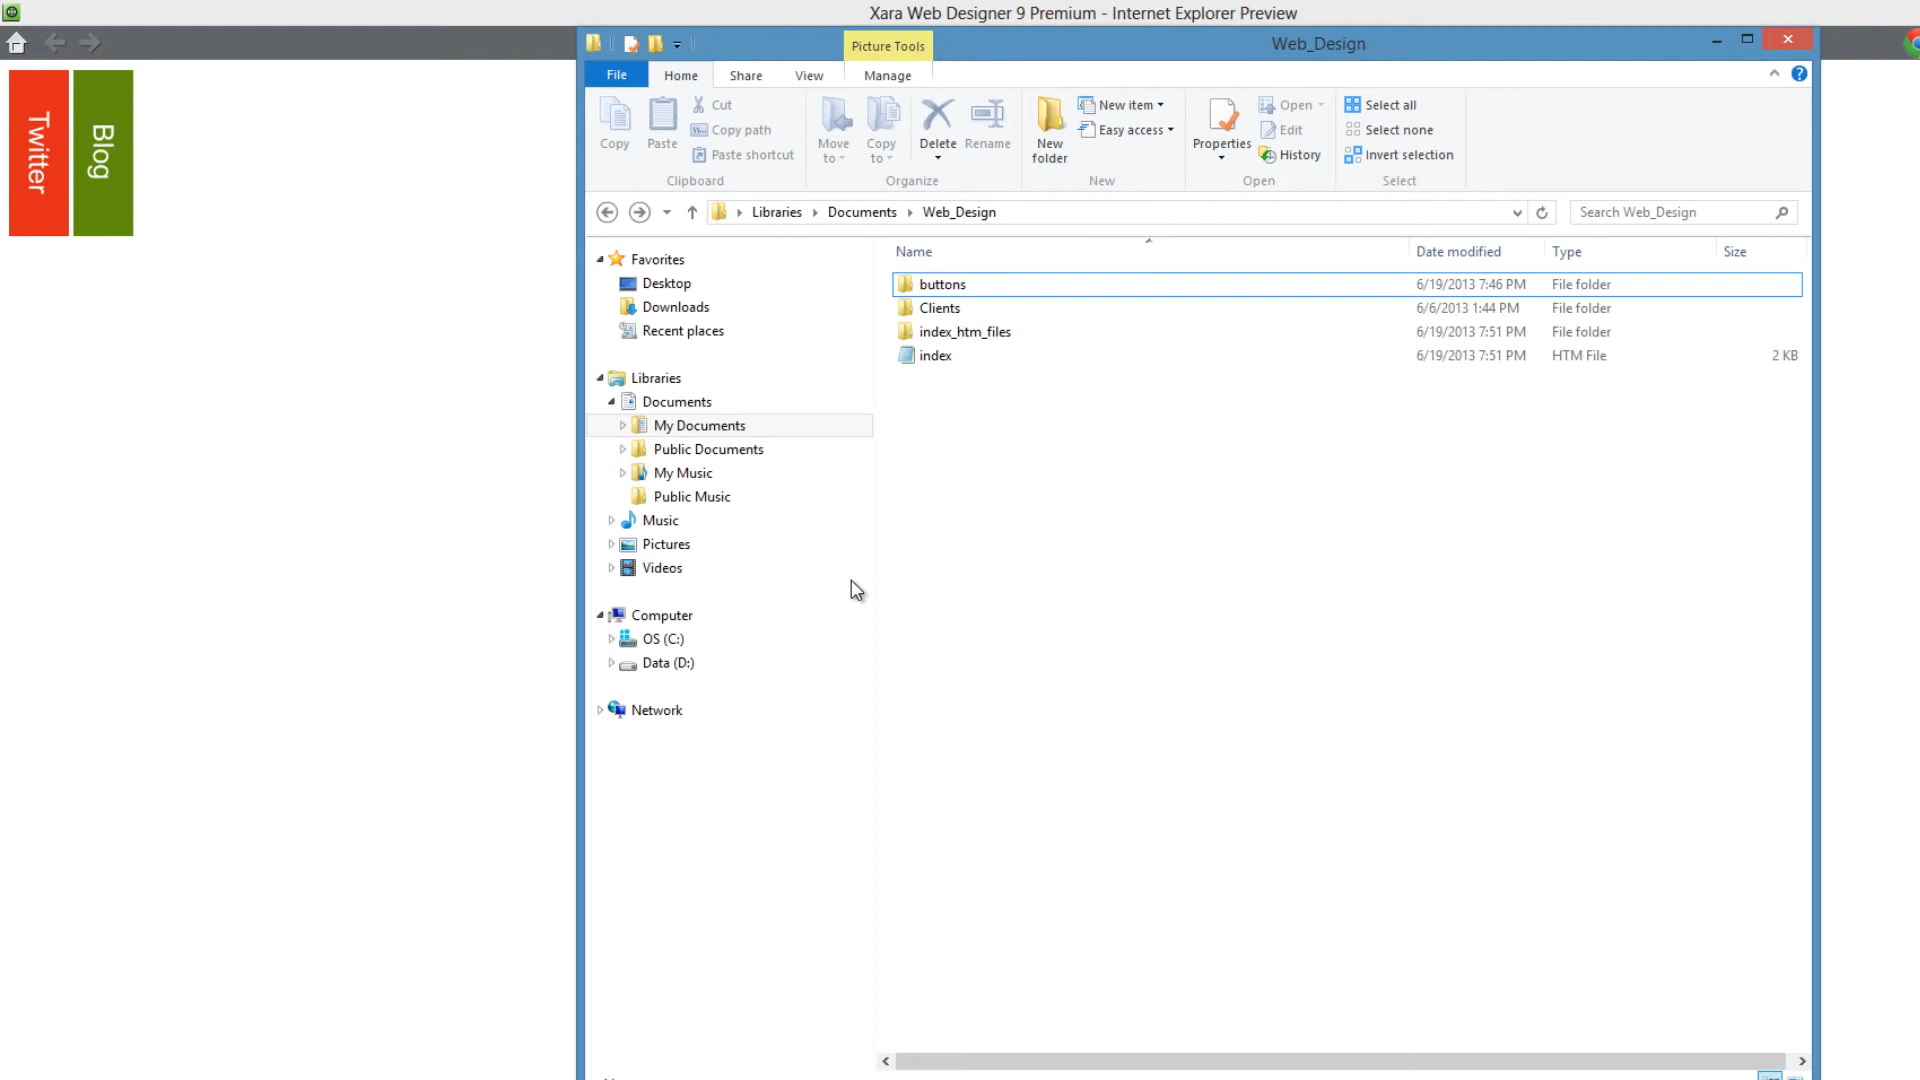 Xara Web Designer 9 Premium - Internet Explorer Preview
Twitter
Blog
Picture Tools
Web_Design
File
Home
Share
View
Manage
Copy
Paste
Cut
Copy path
Paste shortcut
Clipboard
Move to
Copy to
Delete
Rename
Organize
New folder
New item
Easy access
New
Properties
Open
Edit
History
Open
Select all
Select none
Invert selection
Select
Libraries
Documents
Web_Design
Search Web_Design
Name
Date modified
Type
Size
buttons 6/19/2013 7:46 PM File folder
Clients 6/6/2013 1:44 PM File folder
index_htm_files 6/19/2013 7:51 PM File folder
index 6/19/2013 7:51 PM HTM File 2 KB
Favorites
Desktop
Downloads
Recent places
Libraries
Documents
My Documents
Public Documents
My Music
Public Music
Music
Pictures
Videos
Computer
OS (C:)
Data (D:)
Network